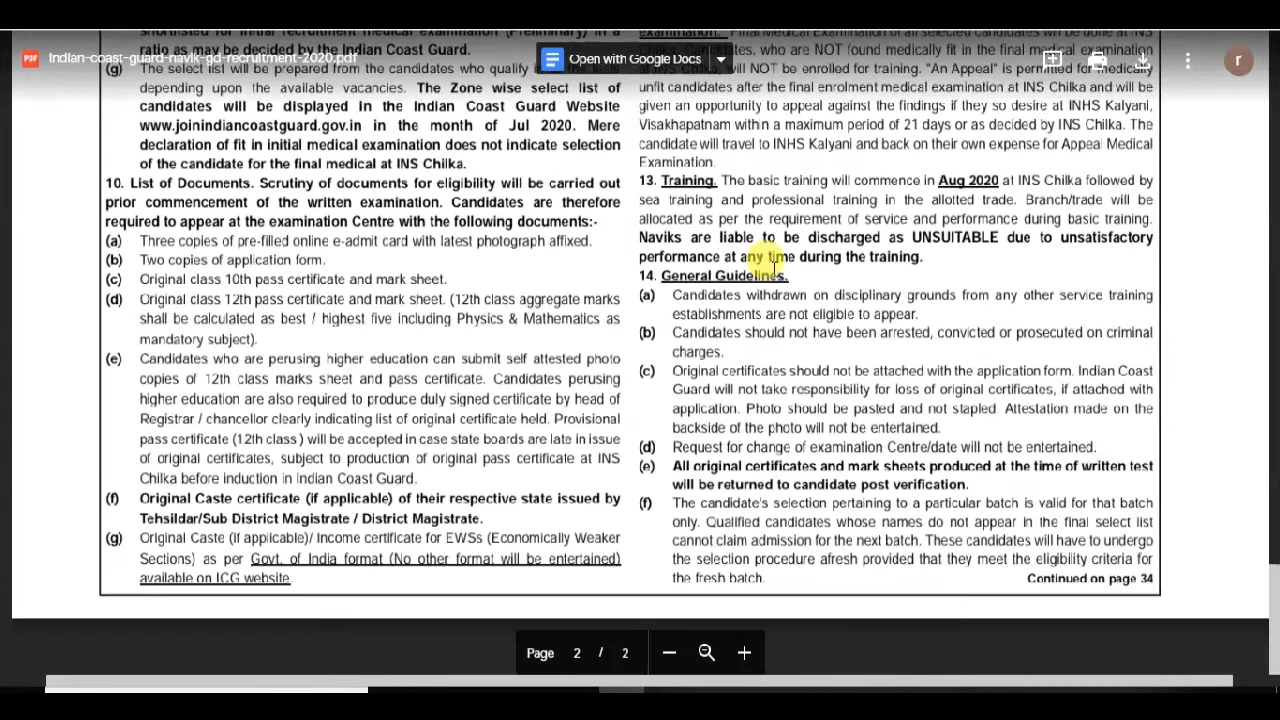 Indian-coast-guard-navik-gd-recruitment-2020.pdf
Open with Google Docs
r
shortlisted for initial recruitment medical examination (Preliminary) in a
ratio as may be decided by the Indian Coast Guard.
(g) The select list will be prepared from the candidates who qualify
depending upon the available vacancies. The Zone wise select list of
candidates will be displayed in the Indian Coast Guard Website
www.joinindiancoastguard.gov.in in the month of Jul 2020. Mere
declaration of fit in initial medical examination does not indicate selection
of the candidate for the final medical at INS Chilka.
10. List of Documents. Scrutiny of documents for eligibility will be carried out
prior commencement of the written examination. Candidates are therefore
required to appear at the examination Centre with the following documents:-
(a) Three copies of pre-filled online e-admit card with latest photograph affixed.
(b) Two copies of application form.
(c) Original class 10th pass certificate and mark sheet.
(d) Original class 12th pass certificate and mark sheet. (12th class aggregate marks
shall be calculated as best / highest five including Physics & Mathematics as
mandatory subject).
(e) Candidates who are perusing higher education can submit self attested photo
copies of 12th class marks sheet and pass certificate. Candidates perusing
higher education are also required to produce duly signed certificate by head of
Registrar / chancellor clearly indicating list of original certificate held. Provisional
pass certificate (12th class ) will be accepted in case state boards are late in issue
of original certificates, subject to production of original pass certificate at INS
Chilka before induction in Indian Coast Guard.
(f) Original Caste certificate (if applicable) of their respective state issued by
Tehsildar/Sub District Magistrate / District Magistrate.
(g) Original Caste (if applicable)/ Income certificate for EWSs (Economically Weaker
Sections) as per Govt. of India format (No other format will be entertained)
available on ICG website.
examination. Final Medical Examination of all selected candidates will be done at INS
Chilka. Candidates, who are NOT found medically fit in the final medical examination
at INS Chilka, will NOT be enrolled for training. "An Appeal" is permitted for medically
unfit candidates after the final enrolment medical examination at INS Chilka and will be
given an opportunity to appeal against the findings if they so desire at INHS Kalyani,
Visakhapatnam within a maximum period of 21 days or as decided by INS Chilka. The
candidate will travel to INHS Kalyani and back on their own expense for Appeal Medical
Examination.
13. Training. The basic training will commence in Aug 2020 at INS Chilka followed by
sea training and professional training in the allotted trade. Branch/trade will be
allocated as per the requirement of service and performance during basic training.
Naviks are liable to be discharged as UNSUITABLE due to unsatisfactory
performance at any time during the training.
14. General Guidelines.
(a) Candidates withdrawn on disciplinary grounds from any other service training
establishments are not eligible to appear.
(b) Candidates should not have been arrested, convicted or prosecuted on criminal
charges.
(c) Original certificates should not be attached with the application form. Indian Coast
Guard will not take responsibility for loss of original certificates, if attached with
application. Photo should be pasted and not stapled. Attestation made on the
backside of the photo will not be entertained.
(d) Request for change of examination Centre/date will not be entertained.
(e) All original certificates and mark sheets produced at the time of written test
will be returned to candidate post verification.
(f) The candidate's selection pertaining to a particular batch is valid for that batch
only. Qualified candidates whose names do not appear in the final select list
cannot claim admission for the next batch. These candidates will have to undergo
the selection procedure afresh provided that they meet the eligibility criteria for
the fresh batch. Continued on page 34
Page 2 / 2